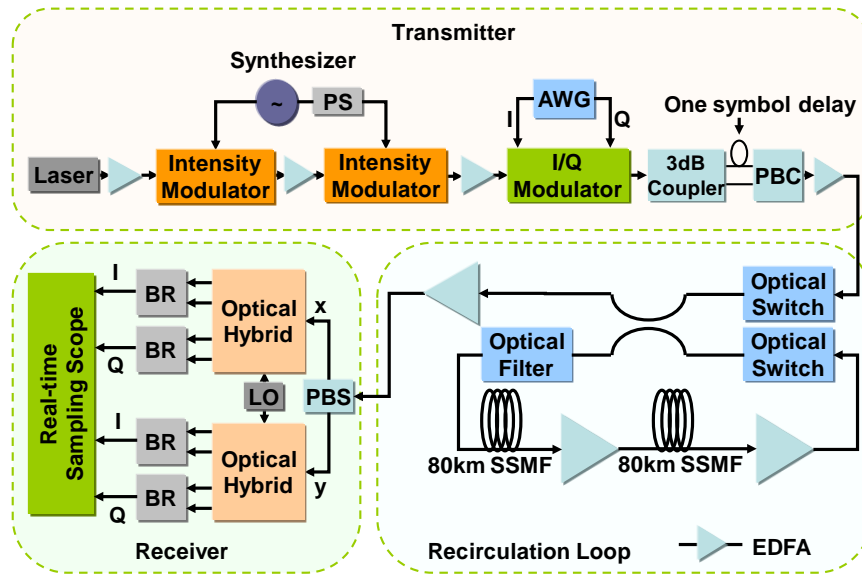 Transmitter
Synthesizer
~
PS
AWG
I
Q
One symbol delay
Laser
Intensity
Modulator
Intensity
Modulator
I/Q
Modulator
3dB
Coupler
PBC
Real-time
Sampling Scope
I
BR
Optical
Hybrid
x
Q
BR
LO
PBS
I
BR
Optical
Hybrid
y
Q
BR
Receiver
Optical
Switch
Optical
Filter
Optical
Switch
80km SSMF
80km SSMF
Recirculation Loop
EDFA